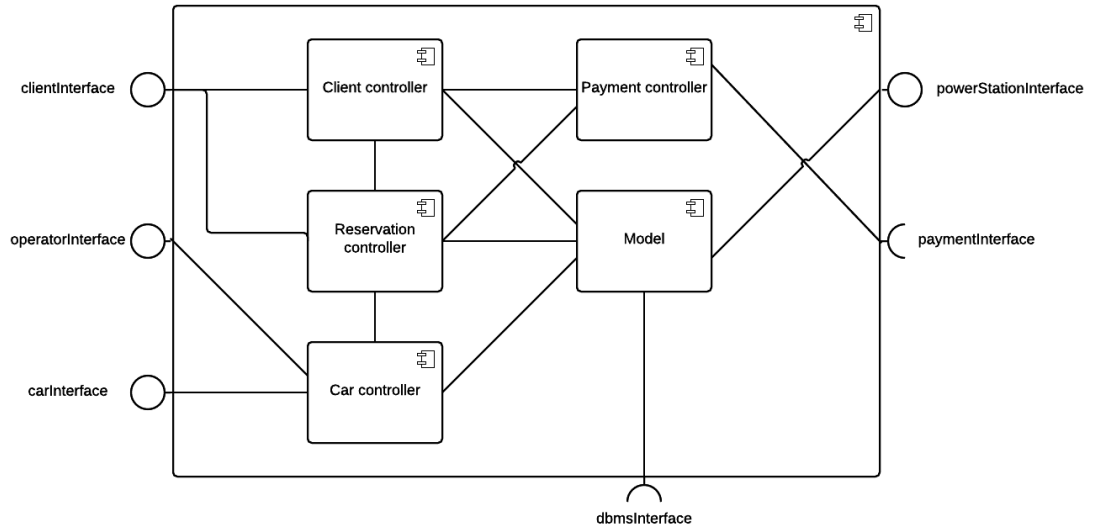 clientInterface
Client controller
Payment controller
powerStationInterface
operatorInterface
Reservation
controller
Model
paymentInterface
carInterface
Car controller
dbmsInterface